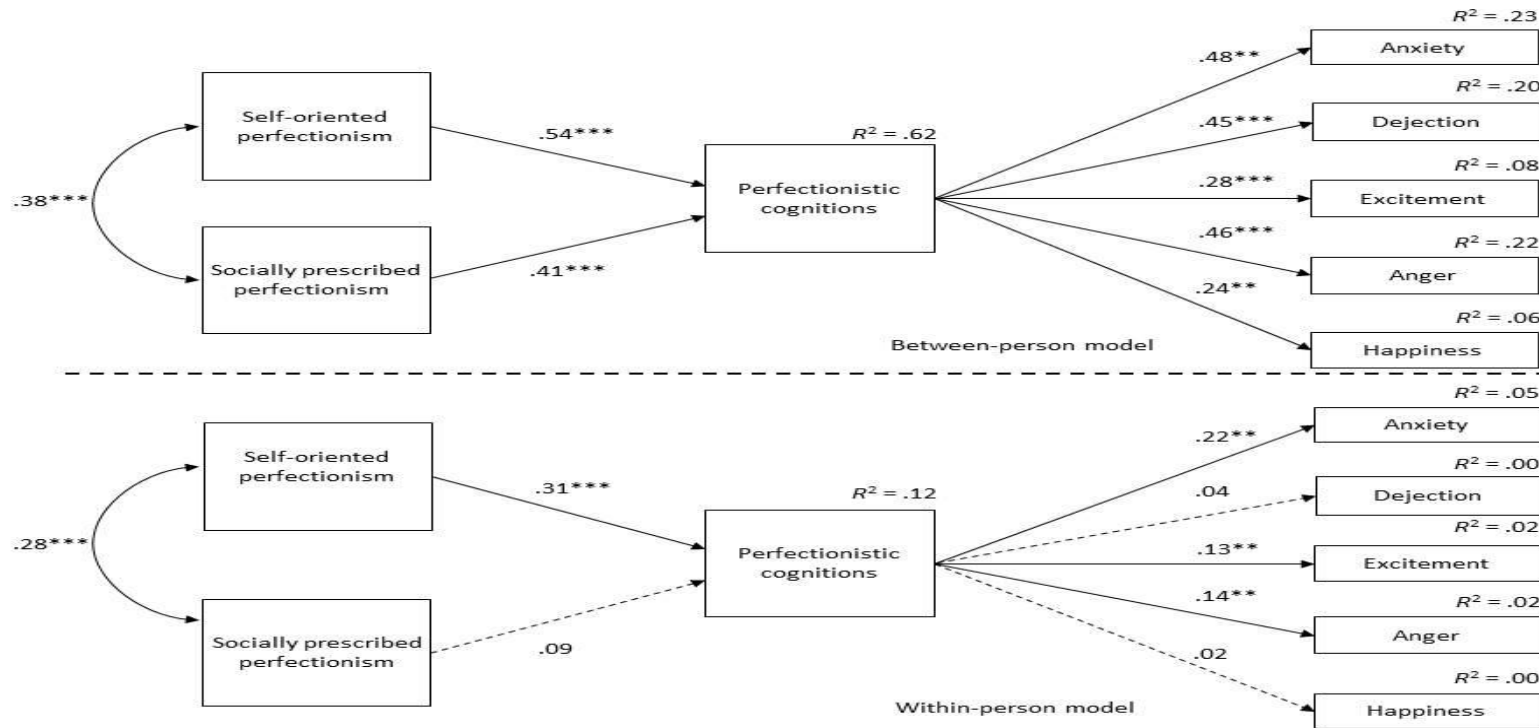 R² = .23
Anxiety
.48**
R² = .20
Self-oriented
perfectionism
.54***
R² = .62
.45***
Dejection
R² = .08
.38***
Perfectionistic
cognitions
.28***
Excitement
.46***
R² = .22
Socially prescribed
perfectionism
.41***
Anger
.24**
R² = .06
Between-person model
Happiness
R² = .05
Anxiety
.22**
Self-oriented
perfectionism
R² = .00
.31***
R² = .12
.04
Dejection
R² = .02
.28***
Perfectionistic
cognitions
.13**
Excitement
.14**
R² = .02
Socially prescribed
perfectionism
.09
Anger
.02
R² = .00
Within-person model
Happiness